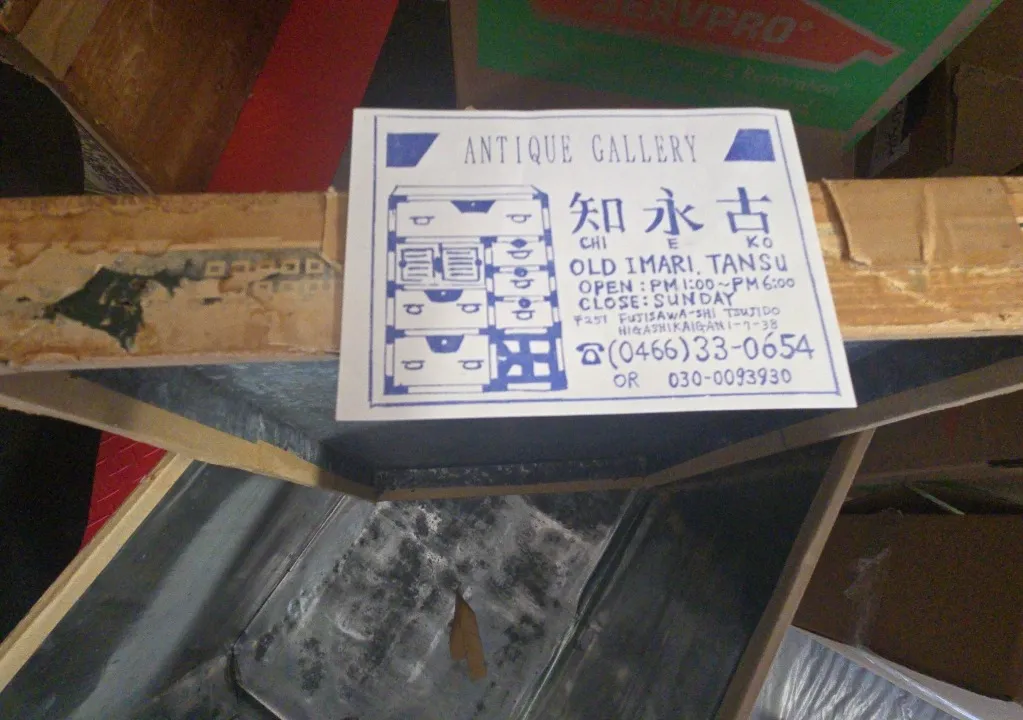 SERVPRO®
ANTIQUE GALLERY
知永古
CHI E KO
OLD IMARI, TANSU
OPEN : PM 1:00~PM 6:00
CLOSE: SUNDAY
〒251 FUJISAWA-SHI TSUJIDO
HIGASHIKAIGAN 1-7-38
☎(0466)33-0654
OR 030-0093930